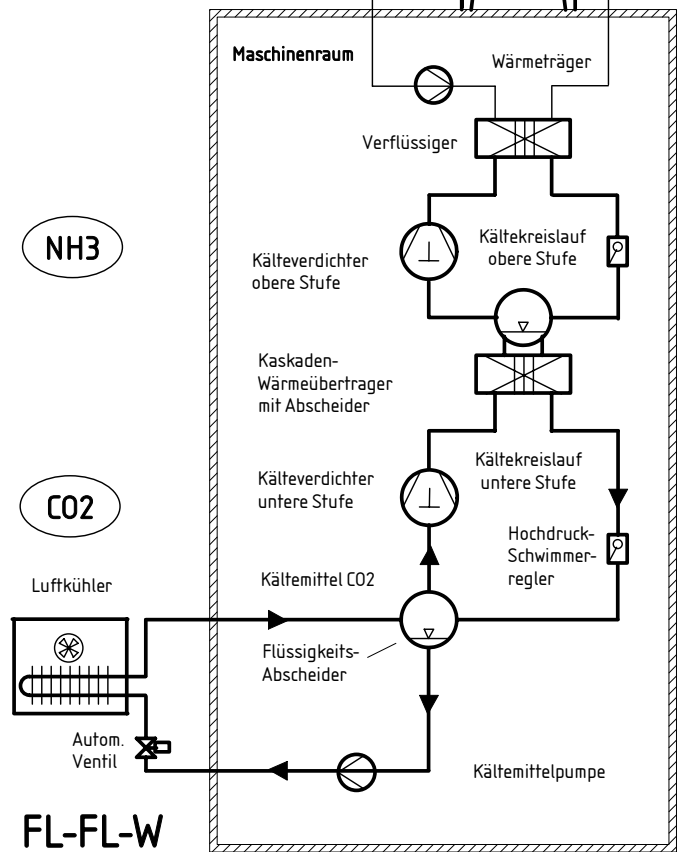 Maschinenraum
Wärmeträger
Verflüssiger
NH3
Kälteverdichter
obere Stufe
Kältekreislauf
obere Stufe
Kaskaden-
Wärmeübertrager
mit Abscheider
Kälteverdichter
untere Stufe
Kältekreislauf
untere Stufe
CO2
Hochdruck-
Schwimmer-
regler
Luftkühler
Kältemittel CO2
Flüssigkeits-
Abscheider
Autom.
Ventil
Kältemittelpumpe
FL-FL-W